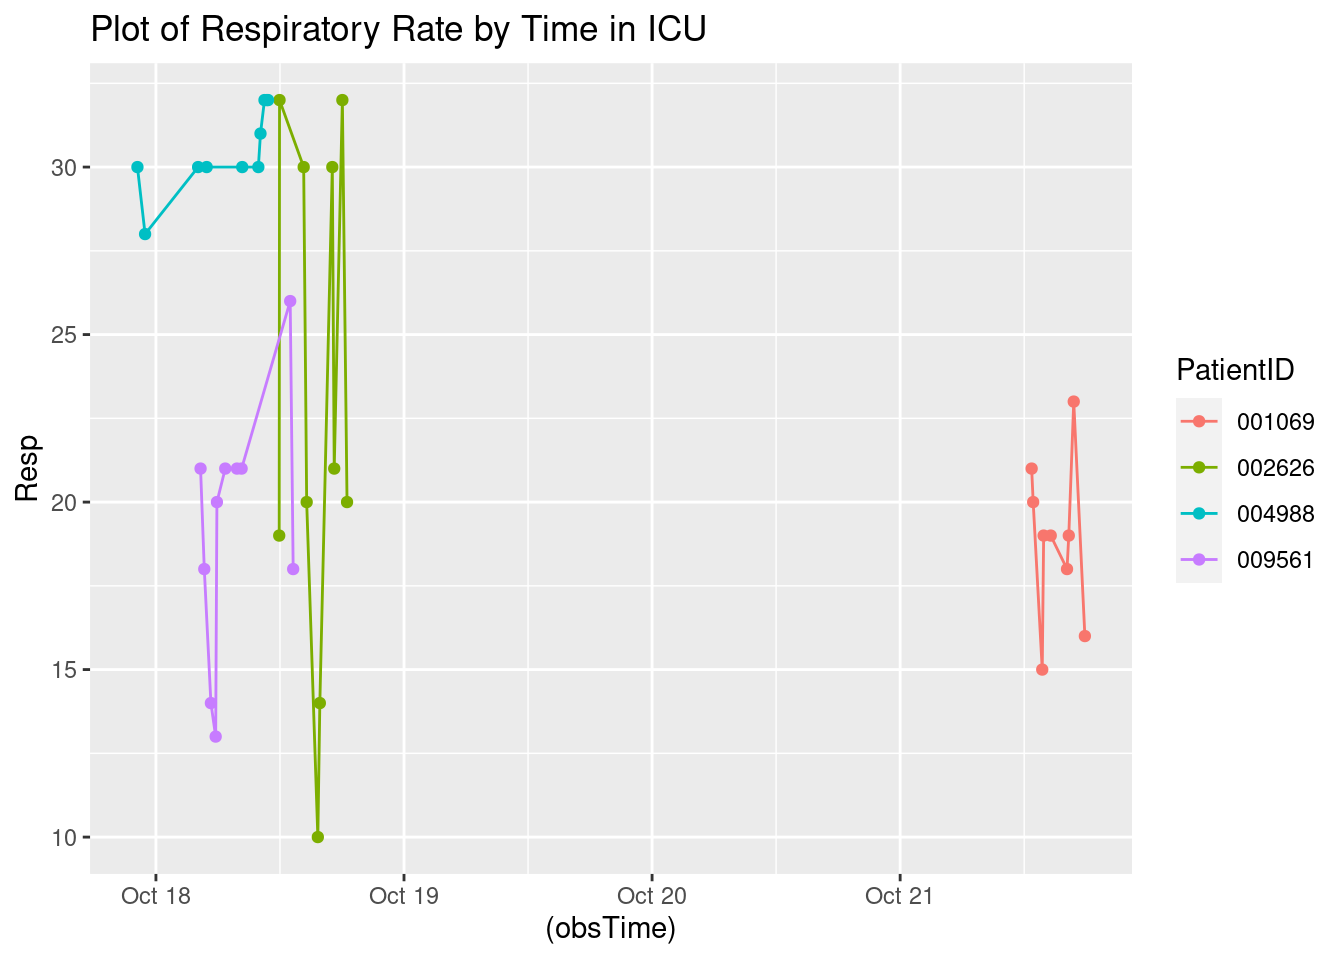 Plot of Respiratory Rate by Time in ICU
30
25
20
15
10
Resp
Oct 18
Oct 19
Oct 20
Oct 21
(obsTime)
PatientID
001069
002626
004988
009561